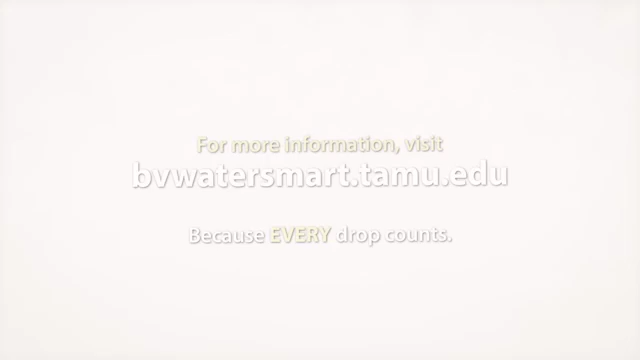 For more information, visit
bvwatersmart.tamu.edu
Because EVERY drop counts.